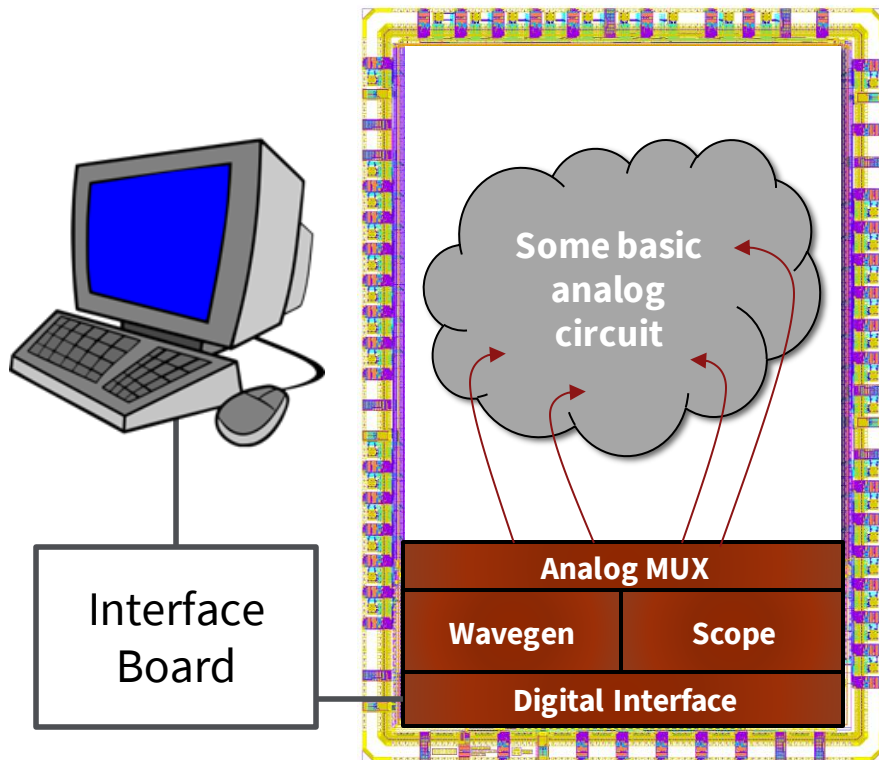 Some basic
analog
circuit
Analog MUX
Wavegen
Scope
Digital Interface
Interface
Board